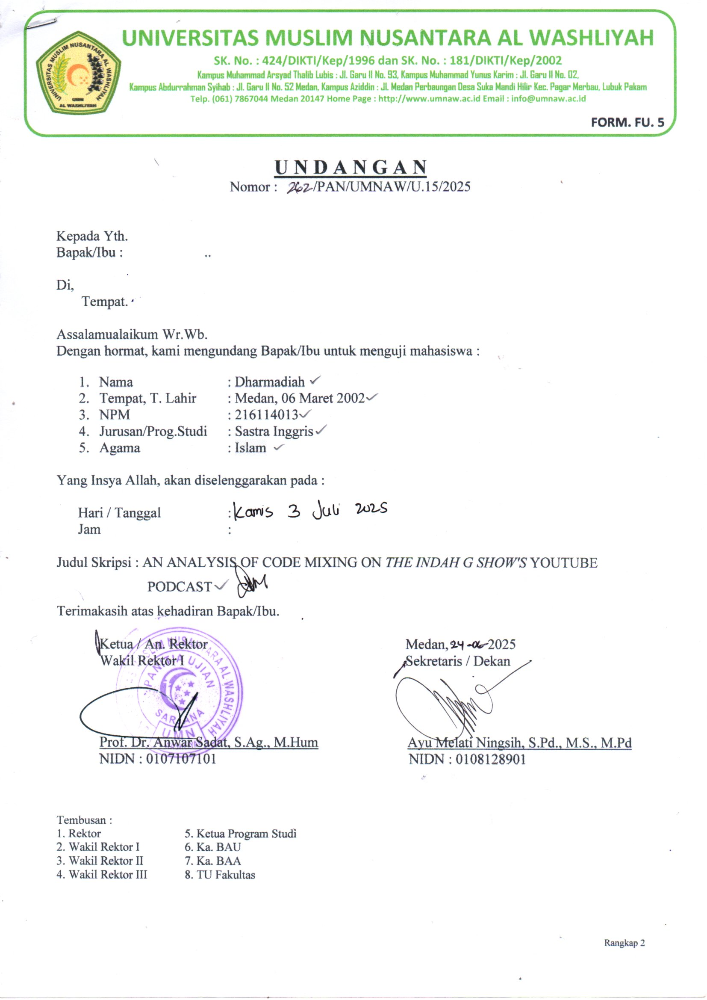 UNIVERSITAS MUSLIM NUSANTARA AL WASHLIYAH
SK. No. : 424/DIKTI/Kep/1996 dan SK. No. : 181/DIKTI/Kep/2002
Kampus Muhammad Arsyad Thalib Lubis : Jl. Garu II No. 93, Kampus Muhammad Yunus Karim : Jl. Garu II No. 02,
Kampus Abdurrahman Syihab : Jl. Garu II No. 52 Medan, Kampus Aziddin : Jl. Medan Perbaungan Desa Suka Mandi Hilir Kec. Pagar Merbau, Lubuk Pakam
Telp. (061) 7867044 Medan 20147 Home Page : http://www.umnaw.ac.id Email : info@umnaw.ac.id
UNIVERSITAS MUSLIM NUSANTARA AL WASHLIYAH
UMN
AL WASHLIYAH
FORM. FU. 5
UNDANGAN
Nomor : 262/PAN/UMNAW/U.15/2025
Kepada Yth.
Bapak/Ibu : ..
Di,
Tempat.
Assalamualaikum Wr.Wb.
Dengan hormat, kami mengundang Bapak/Ibu untuk menguji mahasiswa :
1. Nama : Dharmadiah ✓
2. Tempat, T. Lahir : Medan, 06 Maret 2002 ✓
3. NPM : 216114013 ✓
4. Jurusan/Prog.Studi : Sastra Inggris ✓
5. Agama : Islam ✓
Yang Insya Allah, akan diselenggarakan pada :
Hari / Tanggal : Kamis 3 Juli 2025
Jam :
Judul Skripsi : AN ANALYSIS OF CODE MIXING ON THE INDAH G SHOW'S YOUTUBE
PODCAST ✓
Terimakasih atas kehadiran Bapak/Ibu.
Ketua / An. Rektor
Wakil Rektor I
PANITIA UJIAN
SARJANA
UMN
Prof. Dr. Anwar Sadat, S.Ag., M.Hum
NIDN : 0107107101
Medan, 24-06-2025
Sekretaris / Dekan
Ayu Melati Ningsih, S.Pd., M.S., M.Pd
NIDN : 0108128901
Tembusan :
1. Rektor
2. Wakil Rektor I
3. Wakil Rektor II
4. Wakil Rektor III
5. Ketua Program Studi
6. Ka. BAU
7. Ka. BAA
8. TU Fakultas
Rangkap 2